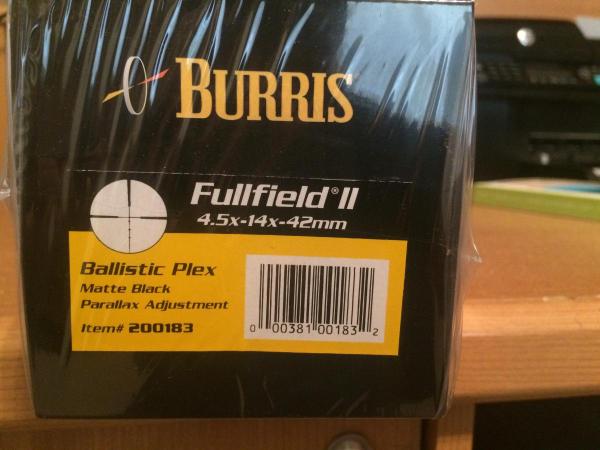 BURRIS
Fullfield® II
4.5x-14x-42mm
Ballistic Plex
Matte Black
Parallax Adjustment
Item# 200183
0 00381 00183 2